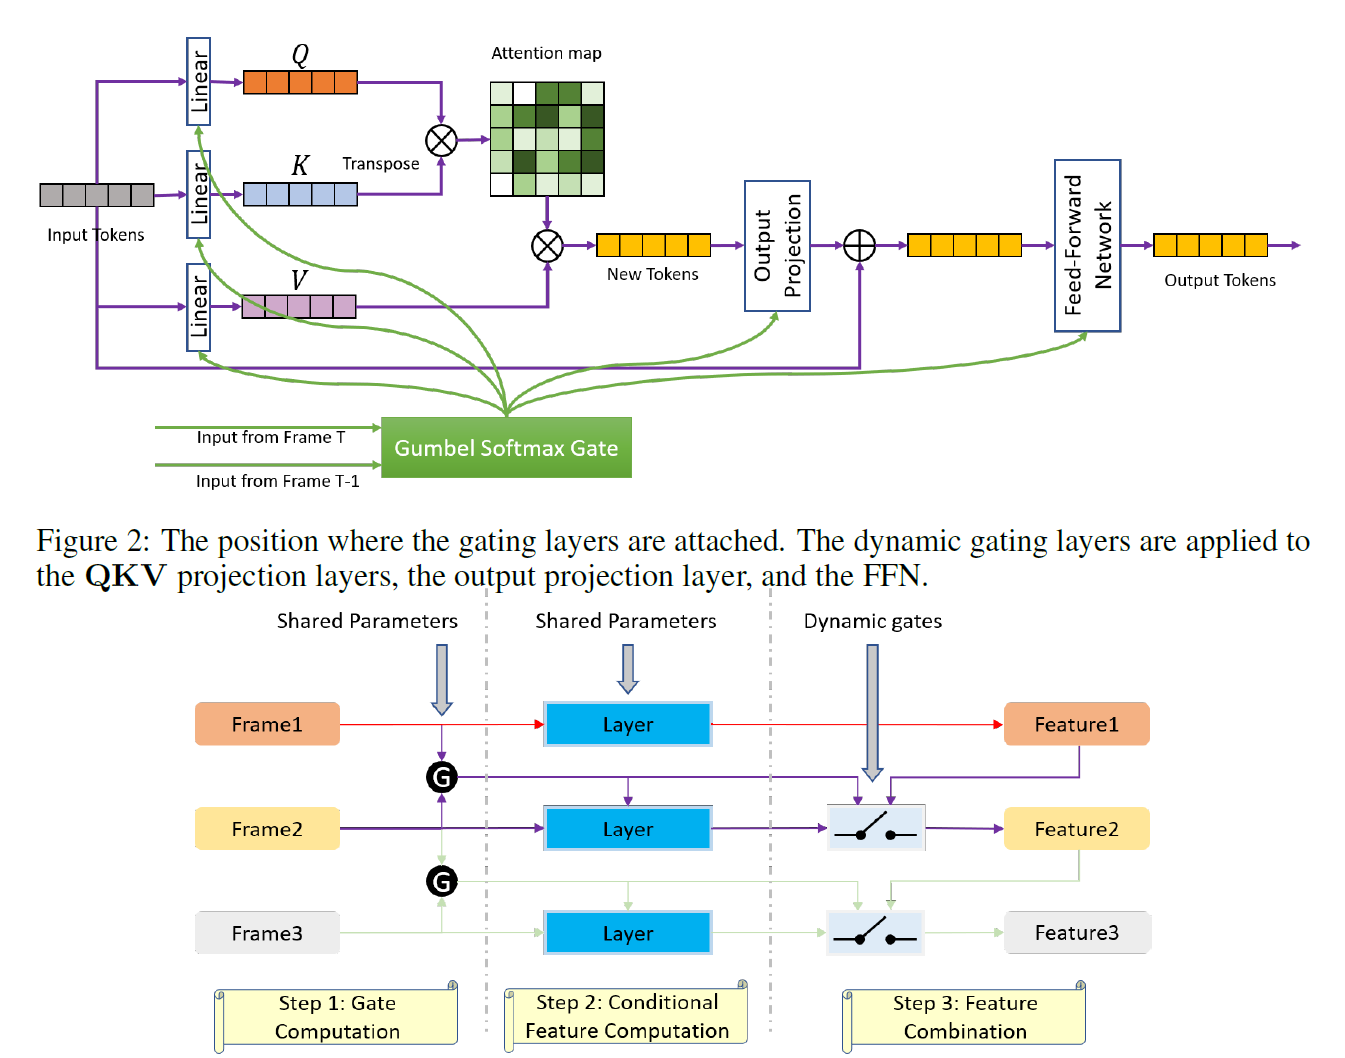 Linear
Q
Attention map
Linear
K
Transpose
Input Tokens
Linear
V
New Tokens
Output
Projection
Feed-Forward
Network
Output Tokens
Input from Frame T
Input from Frame T-1
Gumbel Softmax Gate
Figure 2: The position where the gating layers are attached. The dynamic gating layers are applied to
the QKV projection layers, the output projection layer, and the FFN.
Shared Parameters
Shared Parameters
Dynamic gates
Frame1
Layer
Feature1
G
Frame2
Layer
Feature2
G
Frame3
Layer
Feature3
Step 1: Gate
Computation
Step 2: Conditional
Feature Computation
Step 3: Feature
Combination